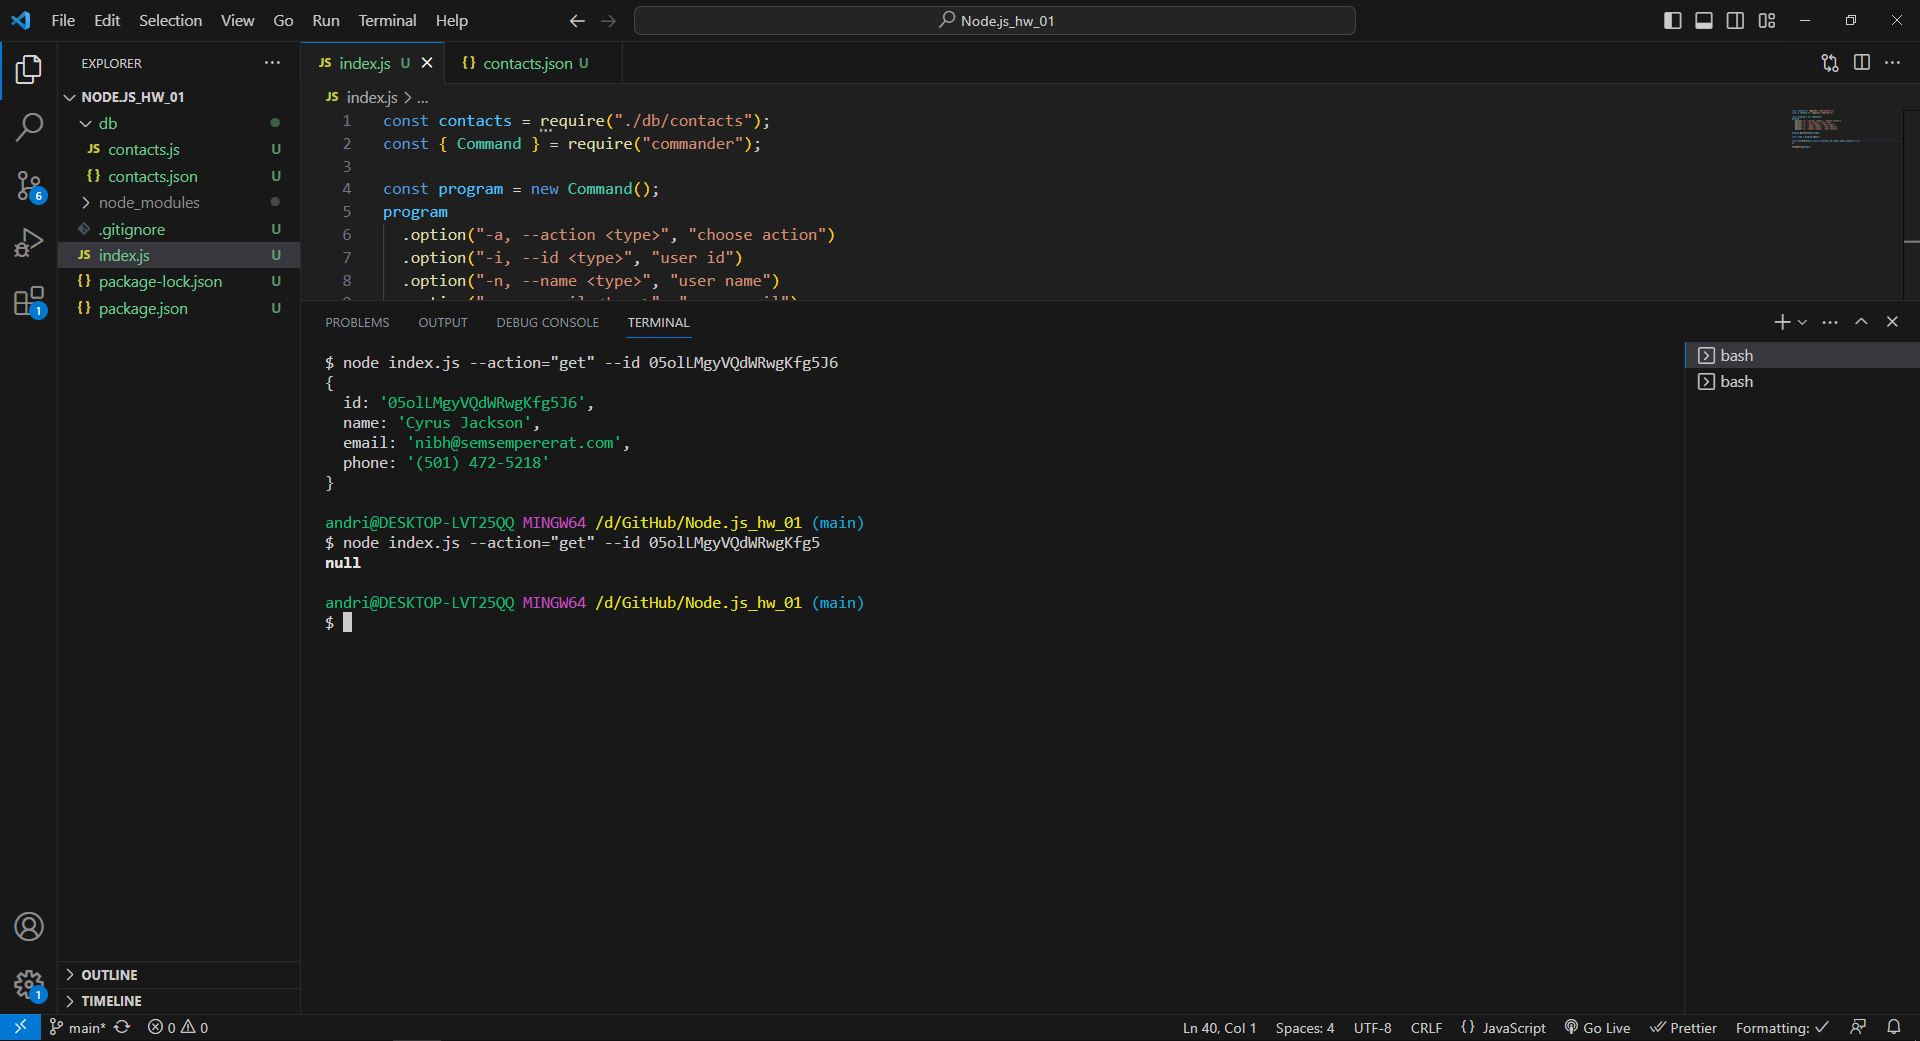 File Edit Selection View Go Run Terminal Help
Node.js_hw_01
EXPLORER
NODE.JS_HW_01
db
contacts.js U
contacts.json U
node_modules
.gitignore U
index.js U
package-lock.json U
package.json U
6
1
OUTLINE
1
TIMELINE
JS index.js U
{} contacts.json U
JS index.js > ...
1 const contacts = require("./db/contacts");
2 const { Command } = require("commander");
3
4 const program = new Command();
5 program
6 .option("-a, --action <type>", "choose action")
7 .option("-i, --id <type>", "user id")
8 .option("-n, --name <type>", "user name")
PROBLEMS OUTPUT DEBUG CONSOLE TERMINAL
$ node index.js --action="get" --id 05olLMgyVQdWRwgKfg5J6
{
id: '05olLMgyVQdWRwgKfg5J6',
name: 'Cyrus Jackson',
email: 'nibh@semsempererat.com',
phone: '(501) 472-5218'
}
andri@DESKTOP-LVT25QQ MINGW64 /d/GitHub/Node.js_hw_01 (main)
$ node index.js --action="get" --id 05olLMgyVQdWRwgKfg5
null
andri@DESKTOP-LVT25QQ MINGW64 /d/GitHub/Node.js_hw_01 (main)
$
bash
bash
main* 0 0 Ln 40, Col 1 Spaces: 4 UTF-8 CRLF {} JavaScript Go Live Prettier Formatting: ✓